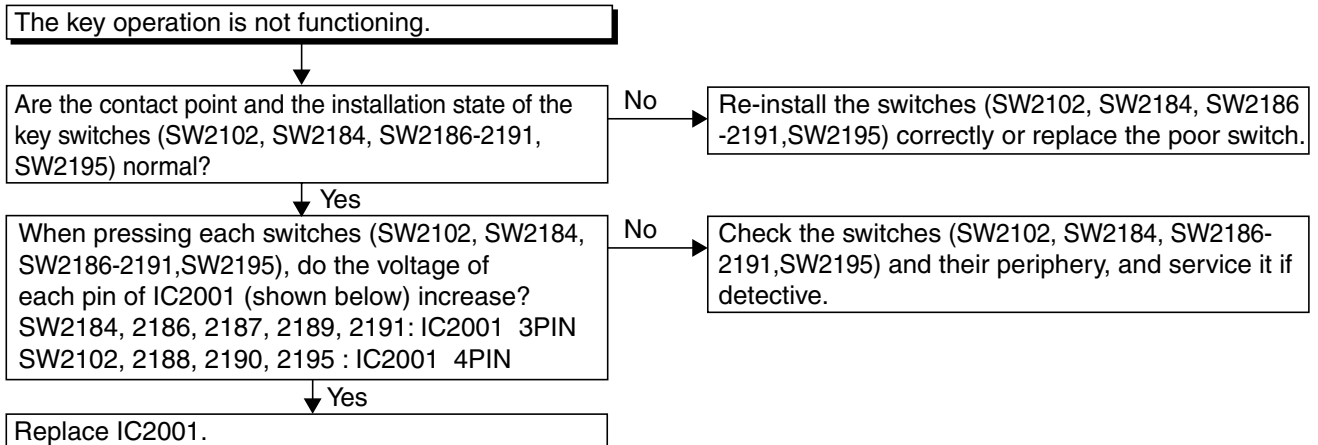 The key operation is not functioning.
Are the contact point and the installation state of the
key switches (SW2102, SW2184, SW2186-2191,
SW2195) normal?
No
Re-install the switches (SW2102, SW2184, SW2186
-2191,SW2195) correctly or replace the poor switch.
Yes
When pressing each switches (SW2102, SW2184,
SW2186-2191,SW2195), do the voltage of
each pin of IC2001 (shown below) increase?
SW2184, 2186, 2187, 2189, 2191: IC2001 3PIN
SW2102, 2188, 2190, 2195 : IC2001 4PIN
No
Check the switches (SW2102, SW2184, SW2186-
2191,SW2195) and their periphery, and service it if
detective.
Yes
Replace IC2001.